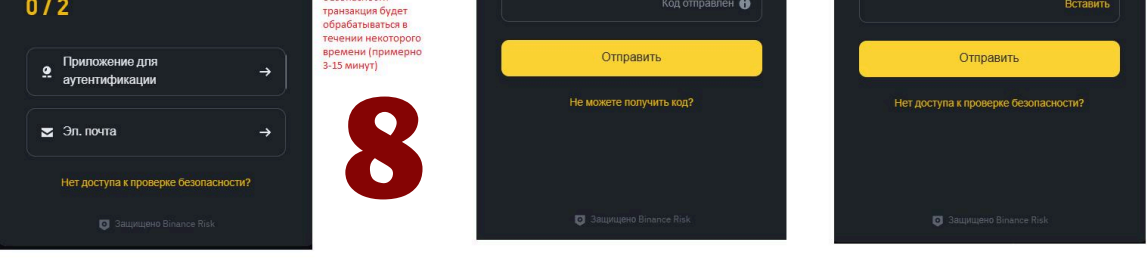 0 / 2
Приложение для
аутентификации
Эл. почта
Нет доступа к проверке безопасности?
Защищено Binance Risk
транзакция будет
обрабатываться в
течении некоторого
времени (примерно
3-15 минут)
8
Код отправлен
Отправить
Не можете получить код?
Защищено Binance Risk
Вставить
Отправить
Нет доступа к проверке безопасности?
Защищено Binance Risk